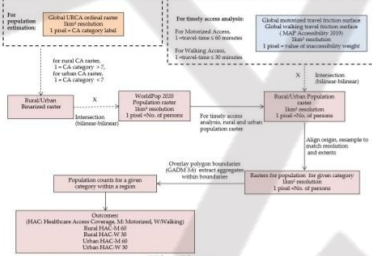 For population estimation:
Global URCA ordinal raster
1km² resolution
1 pixel = CA category label
For timely access analysis:
For Motorized Access,
1 =travel-time ≤ 60 minutes
For Walking Access,
1 =travel-time ≤ 30 minutes
Global motorized travel friction surface
Global walking travel friction surface
( MAP Accessibility 2019)
1km² resolution
1 pixel = value of inaccessibility weight
for rural CA raster,
1 = CA category > 7,
for urban CA raster,
1 = CA category < 7
X
Intersection
(bilinear-bilinear)
Rural/Urban
Binarized raster
X
Intersection
(bilinear-bilinear)
WorldPop 2020
Population raster
1km² resolution
1 pixel =No. of persons
For timely access
analysis, rural and urban
population raster
Rural/Urban Population
raster
1km² resolution
1 pixel =No. of persons
Align origin, resample to
match resolution
and extents
Overlay polygon boundaries
(GADM 3.6) extract aggregates
within boundaries
Population counts for a given
category within a region
Rasters for population for given category
1km² resolution
1 pixel =No. of persons
Outcomes:
(HAC: Healthcare Access Coverage, M: Motorized, W:Walking)
Rural HAC-M 60
Rural HAC-W 30
Urban HAC-M 60
Urban HAC-W 30